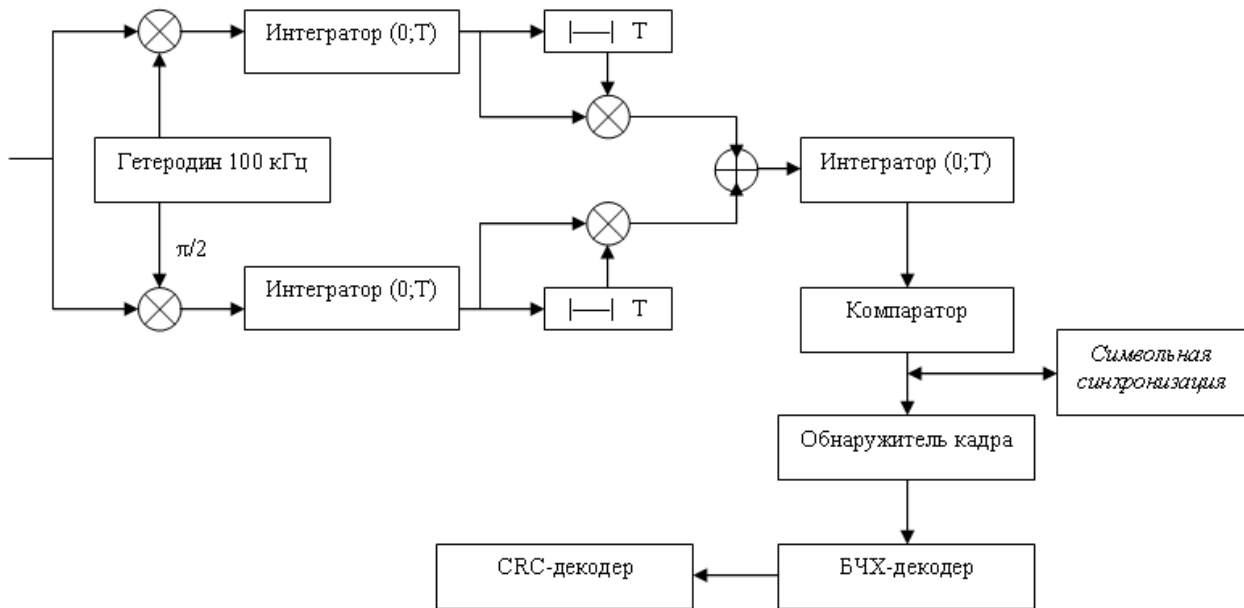 Интегратор (0;T)
|——| T
Гетеродин 100 кГц
Интегратор (0;T)
π/2
Интегратор (0;T)
|——| T
Компаратор
Символьная
синхронизация
Обнаружитель кадра
CRC-декодер
БЧХ-декодер